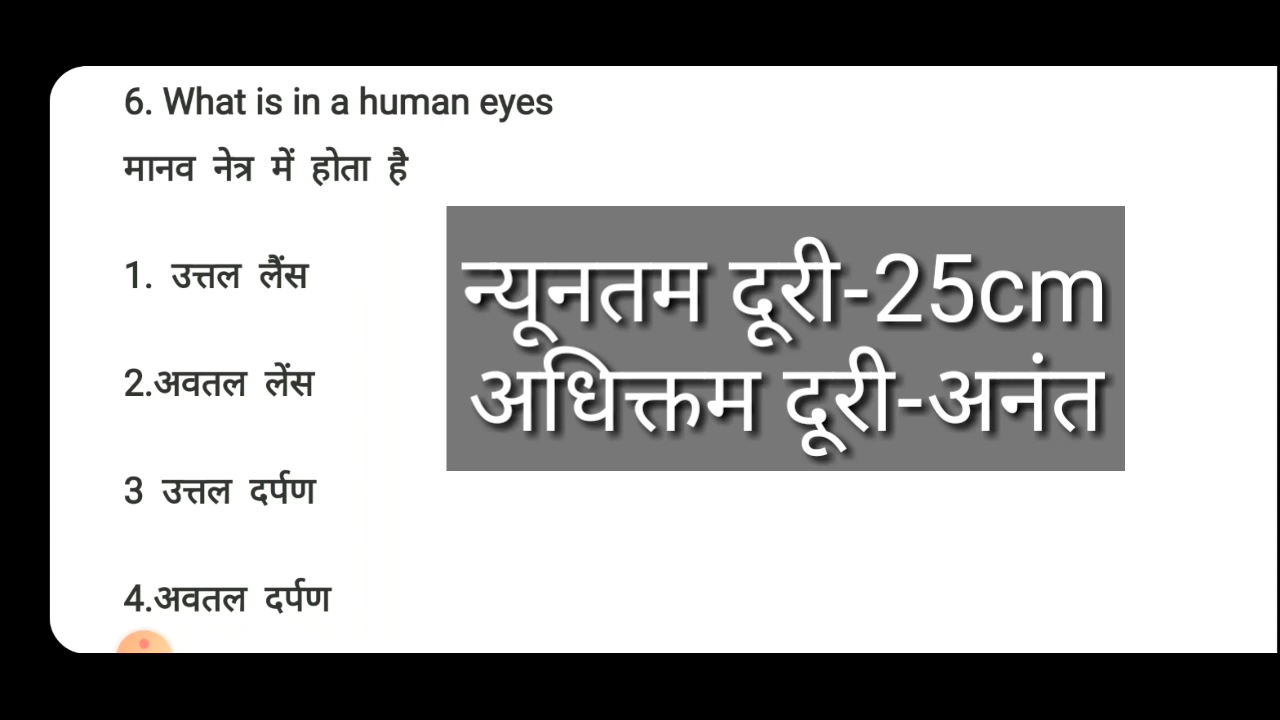 6. What is in a human eyes
मानव नेत्र में होता है
1. उत्तल लैंस
2.अवतल लेंस
3 उत्तल दर्पण
4.अवतल दर्पण
न्यूनतम दूरी-25cm
अधिक्तम दूरी-अनंत